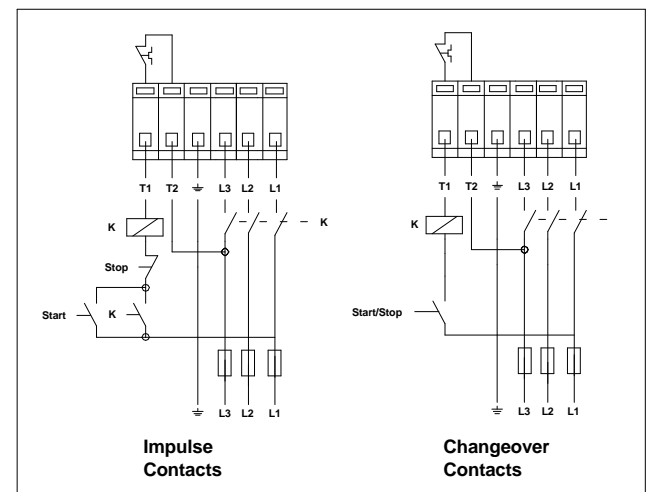 T1 T2 L3 L2 L1
K K
Stop
Start K
L3 L2 L1
Impulse
Contacts
T1 T2 L3 L2 L1
K
Start/Stop
L3 L2 L1
Changeover
Contacts